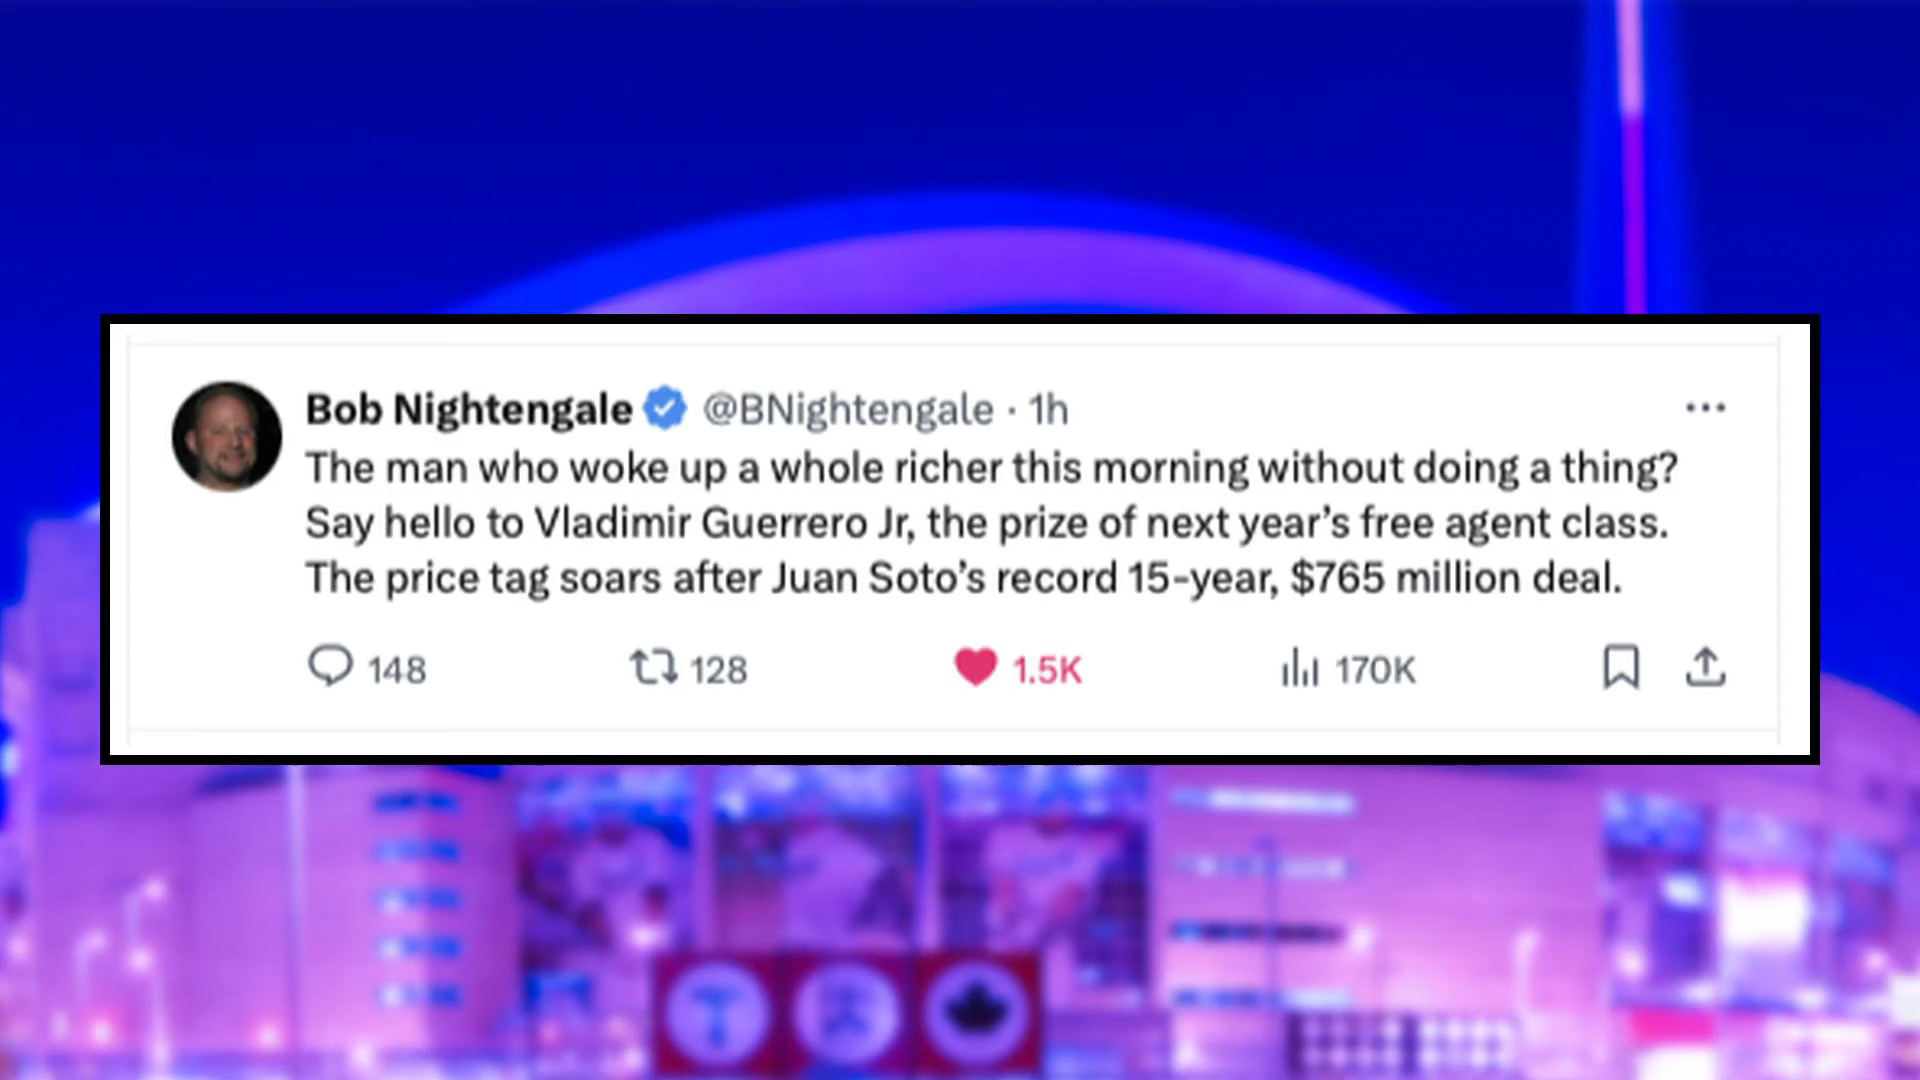 Bob Nightengale @BNightengale · 1h
The man who woke up a whole richer this morning without doing a thing?
Say hello to Vladimir Guerrero Jr, the prize of next year’s free agent class.
The price tag soars after Juan Soto’s record 15-year, $765 million deal.
148 128 1.5K 170K